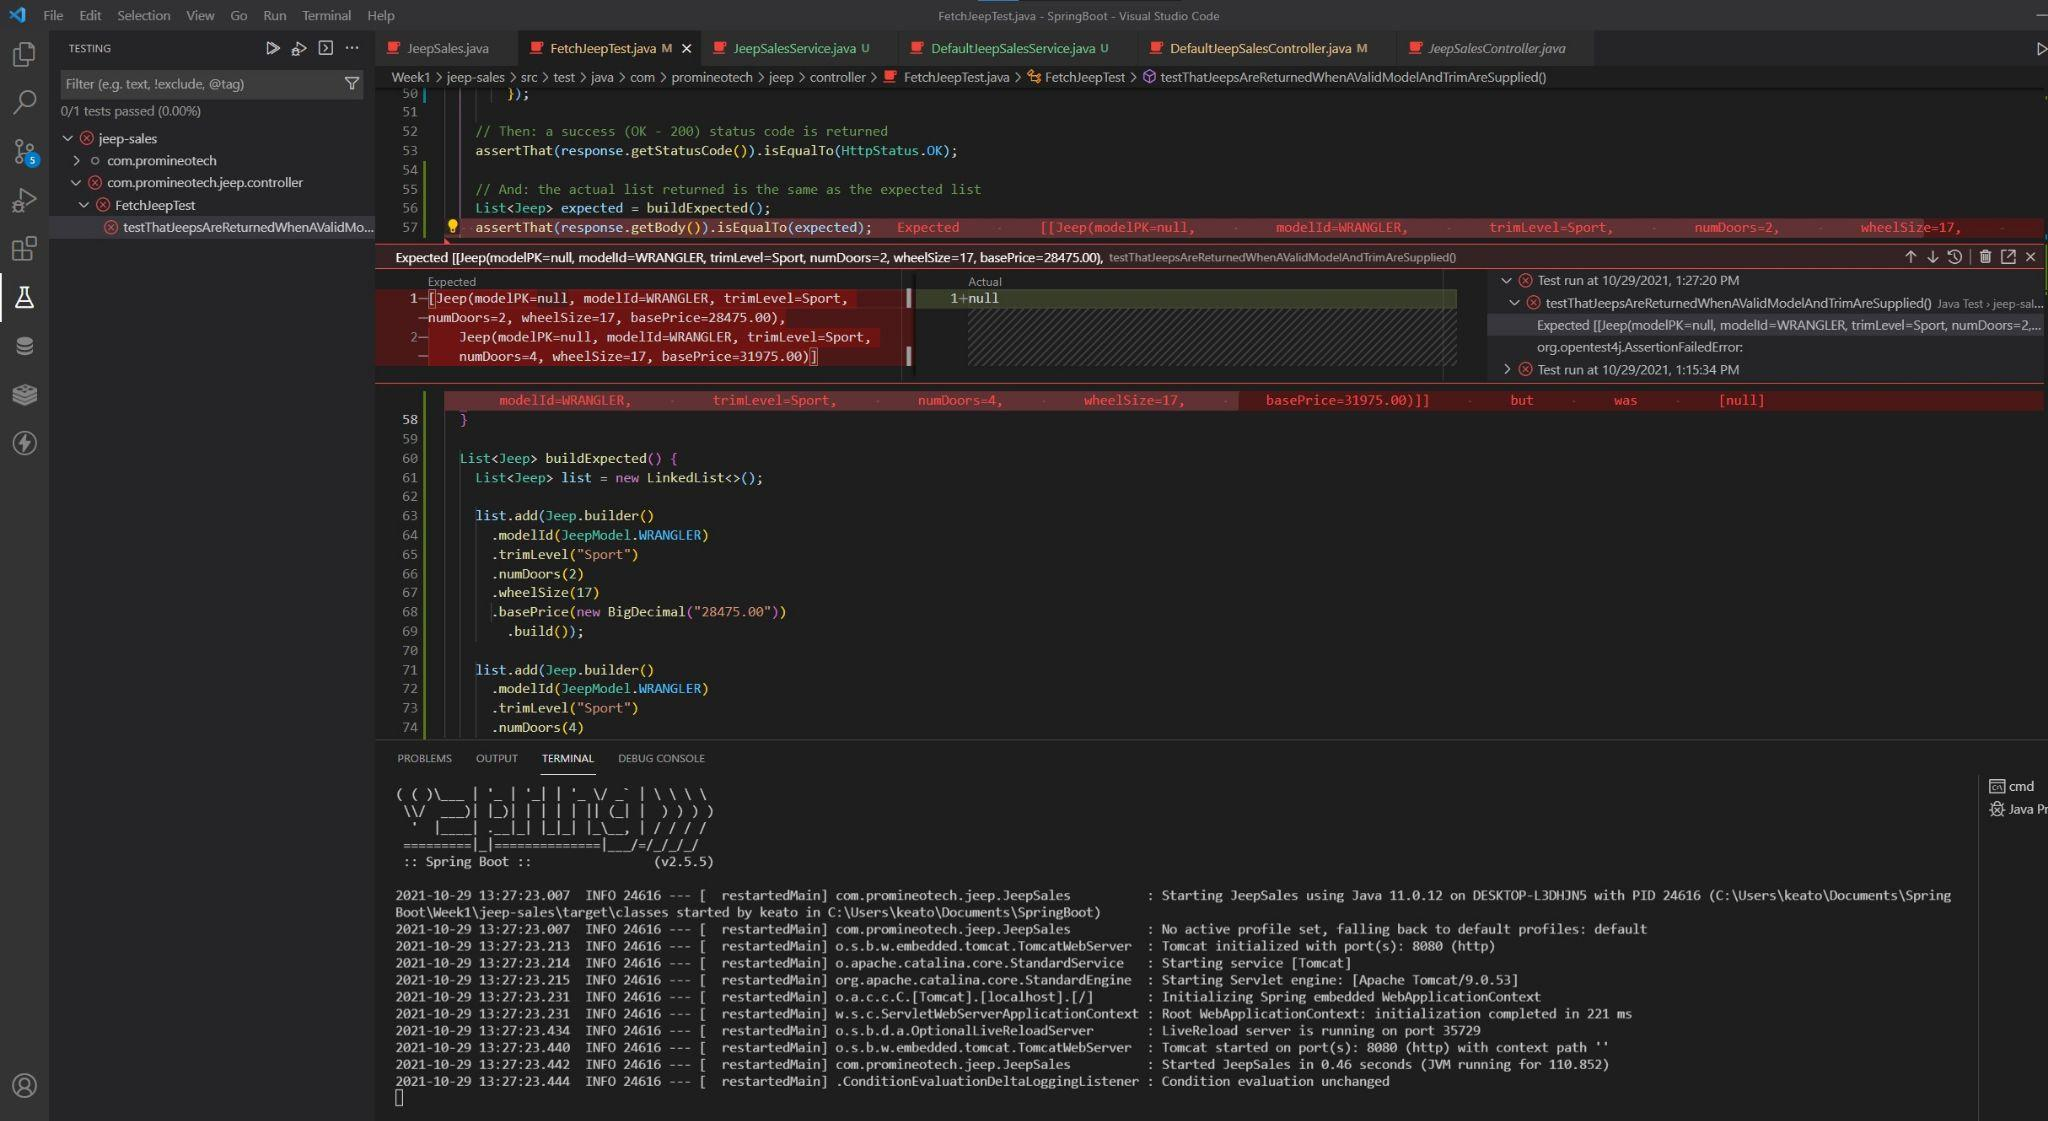 File Edit Selection View Go Run Terminal Help
FetchJeepTest.java - SpringBoot - Visual Studio Code
TESTING
JeepSales.java
FetchJeepTest.java M
JeepSalesService.java U
DefaultJeepSalesService.java U
DefaultJeepSalesController.java M
JeepSalesController.java
Filter (e.g. text, !exclude, @tag)
0/1 tests passed (0.00%)
jeep-sales
com.promineotech
com.promineotech.jeep.controller
FetchJeepTest
testThatJeepsAreReturnedWhenAValidMo...
5
Week1 > jeep-sales > src > test > java > com > promineotech > jeep > controller > FetchJeepTest.java > FetchJeepTest > testThatJeepsAreReturnedWhenAValidModelAndTrimAreSupplied()
50 });
51
52 // Then: a success (OK - 200) status code is returned
53 assertThat(response.getStatusCode()).isEqualTo(HttpStatus.OK);
54
55 // And: the actual list returned is the same as the expected list
56 List<Jeep> expected = buildExpected();
57 assertThat(response.getBody()).isEqualTo(expected); Expected [[Jeep(modelPK=null, modelId=WRANGLER, trimLevel=Sport, numDoors=2, wheelSize=17,
Expected [[Jeep(modelPK=null, modelId=WRANGLER, trimLevel=Sport, numDoors=2, wheelSize=17, basePrice=28475.00), testThatJeepsAreReturnedWhenAValidModelAndTrimAreSupplied()
Expected
1-[Jeep(modelPK=null, modelId=WRANGLER, trimLevel=Sport,
-numDoors=2, wheelSize=17, basePrice=28475.00),
2- Jeep(modelPK=null, modelId=WRANGLER, trimLevel=Sport,
- numDoors=4, wheelSize=17, basePrice=31975.00)]
Actual
1+null
Test run at 10/29/2021, 1:27:20 PM
testThatJeepsAreReturnedWhenAValidModelAndTrimAreSupplied() Java Test > jeep-sal...
Expected [[Jeep(modelPK=null, modelId=WRANGLER, trimLevel=Sport, numDoors=2,...
org.opentest4j.AssertionFailedError:
Test run at 10/29/2021, 1:15:34 PM
modelId=WRANGLER, trimLevel=Sport, numDoors=4, wheelSize=17, basePrice=31975.00)]] but was [null]
58 }
59
60 List<Jeep> buildExpected() {
61 List<Jeep> list = new LinkedList<>();
62
63 list.add(Jeep.builder()
64 .modelId(JeepModel.WRANGLER)
65 .trimLevel("Sport")
66 .numDoors(2)
67 .wheelSize(17)
68 .basePrice(new BigDecimal("28475.00"))
69 .build());
70
71 list.add(Jeep.builder()
72 .modelId(JeepModel.WRANGLER)
73 .trimLevel("Sport")
74 .numDoors(4)
PROBLEMS OUTPUT TERMINAL DEBUG CONSOLE
cmd
Java Pr
( ( )\___ | '_ | '_| | '_ \/ _` | \ \ \ \
\\/  ___)| |_)| | | | | || (_| |  ) ) ) )
'  |____| .__|_| |_|_| |_\__, | / / / /
=========|_|==============|___/=/_/_/_/
:: Spring Boot :: (v2.5.5)
2021-10-29 13:27:23.007 INFO 24616 --- [ restartedMain] com.promineotech.jeep.JeepSales : Starting JeepSales using Java 11.0.12 on DESKTOP-L3DHJN5 with PID 24616 (C:\Users\keato\Documents\Spring
Boot\Week1\jeep-sales\target\classes started by keato in C:\Users\keato\Documents\SpringBoot)
2021-10-29 13:27:23.007 INFO 24616 --- [ restartedMain] com.promineotech.jeep.JeepSales : No active profile set, falling back to default profiles: default
2021-10-29 13:27:23.213 INFO 24616 --- [ restartedMain] o.s.b.w.embedded.tomcat.TomcatWebServer : Tomcat initialized with port(s): 8080 (http)
2021-10-29 13:27:23.214 INFO 24616 --- [ restartedMain] o.apache.catalina.core.StandardService : Starting service [Tomcat]
2021-10-29 13:27:23.215 INFO 24616 --- [ restartedMain] org.apache.catalina.core.StandardEngine : Starting Servlet engine: [Apache Tomcat/9.0.53]
2021-10-29 13:27:23.231 INFO 24616 --- [ restartedMain] o.a.c.c.C.[Tomcat].[localhost].[/] : Initializing Spring embedded WebApplicationContext
2021-10-29 13:27:23.231 INFO 24616 --- [ restartedMain] w.s.c.ServletWebServerApplicationContext : Root WebApplicationContext: initialization completed in 221 ms
2021-10-29 13:27:23.434 INFO 24616 --- [ restartedMain] o.s.b.d.a.OptionalLiveReloadServer : LiveReload server is running on port 35729
2021-10-29 13:27:23.440 INFO 24616 --- [ restartedMain] o.s.b.w.embedded.tomcat.TomcatWebServer : Tomcat started on port(s): 8080 (http) with context path ''
2021-10-29 13:27:23.442 INFO 24616 --- [ restartedMain] com.promineotech.jeep.JeepSales : Started JeepSales in 0.46 seconds (JVM running for 110.852)
2021-10-29 13:27:23.444 INFO 24616 --- [ restartedMain] .ConditionEvaluationDeltaLoggingListener : Condition evaluation unchanged